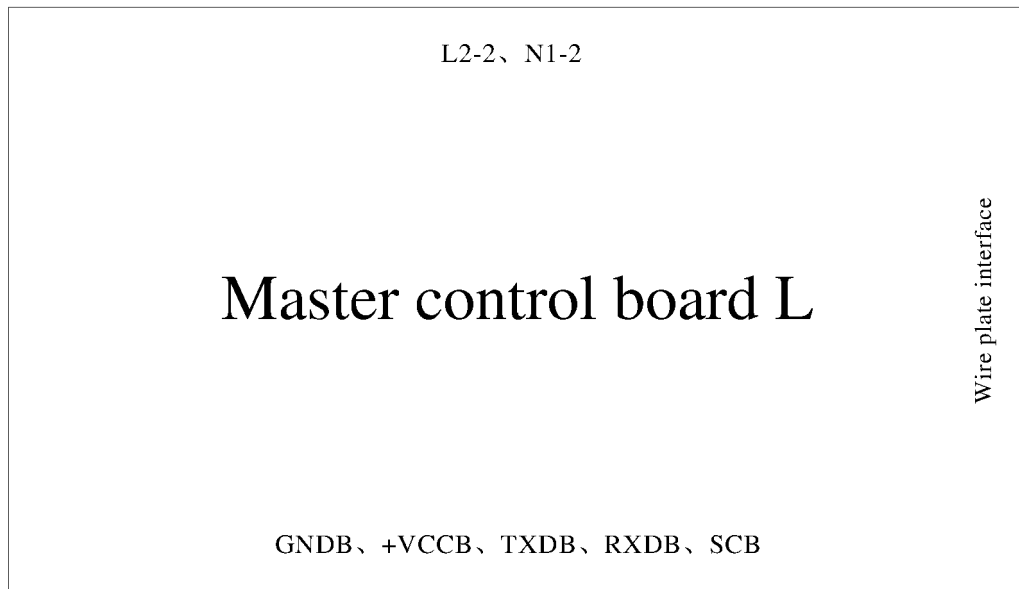 L2-2、N1-2
Master control board L
Wire plate interface
GNDB、+VCCB、TXDB、RXDB、SCB